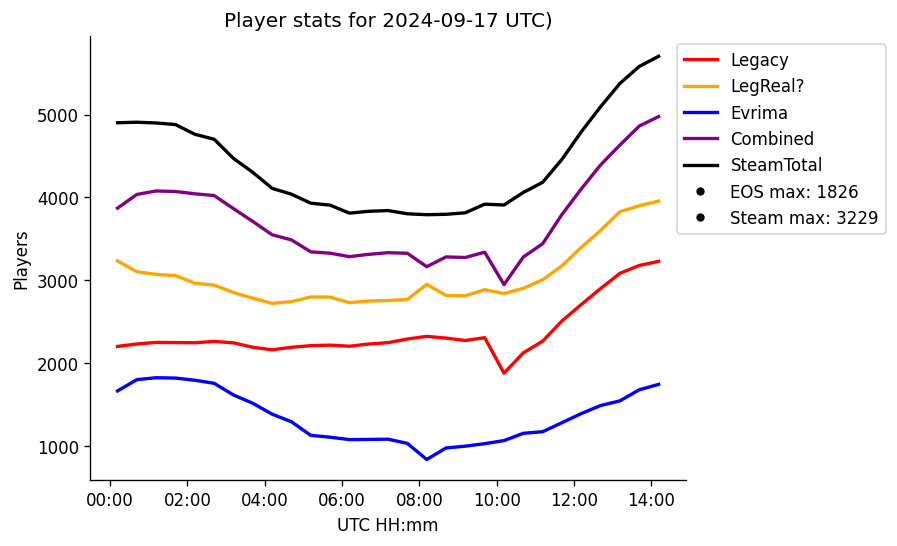 Player stats for 2024-09-17 UTC)
Legacy
LegReal?
Evrima
Combined
SteamTotal
EOS max: 1826
Steam max: 3229
Players
5000
4000
3000
2000
1000
00:00 02:00 04:00 06:00 08:00 10:00 12:00 14:00
UTC HH:mm